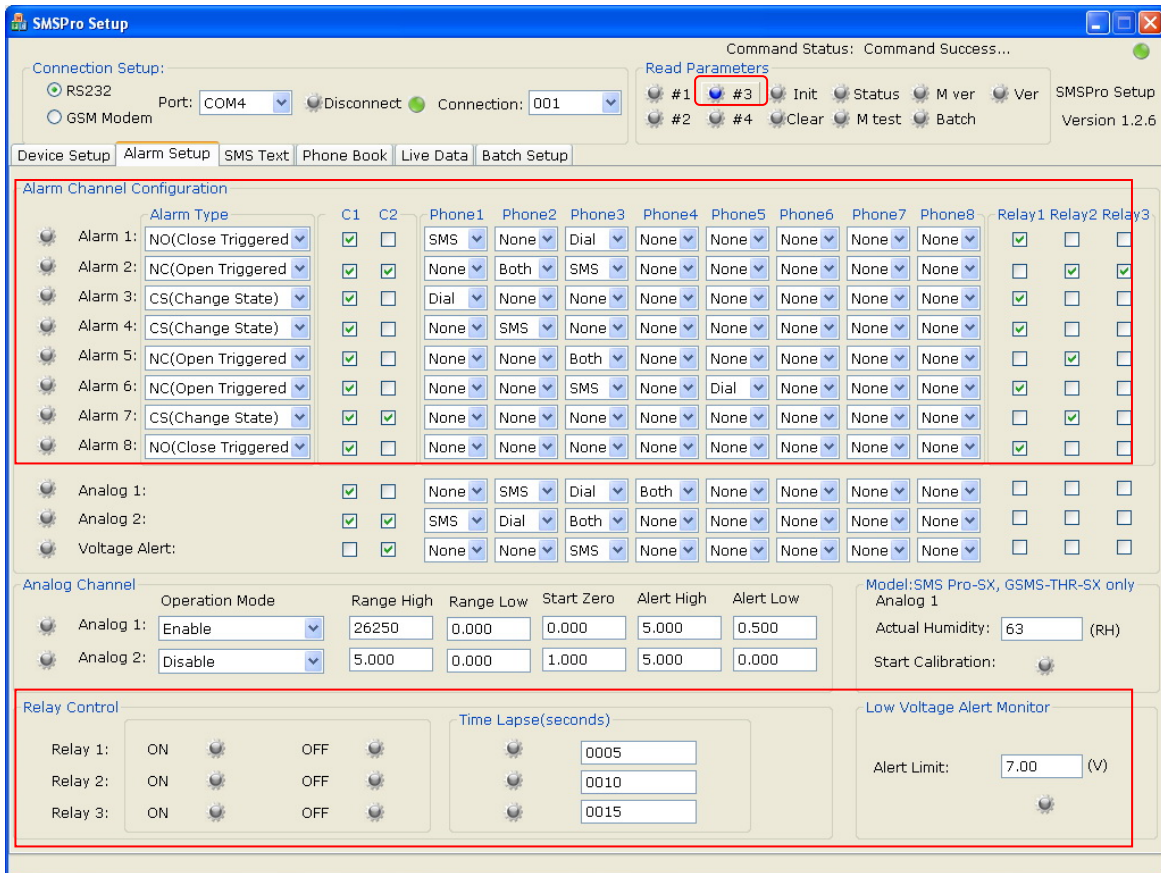 SMSPro Setup
Command Status: Command Success...
Connection Setup:
Read Parameters
RS232
GSM Modem
Port: COM4 Disconnect Connection: 001
#1 #3 Init Status M ver Ver
#2 #4 Clear M test Batch
SMSPro Setup
Version 1.2.6
Device Setup Alarm Setup SMS Text Phone Book Live Data Batch Setup
Alarm Channel Configuration
Alarm Type C1 C2 Phone1 Phone2 Phone3 Phone4 Phone5 Phone6 Phone7 Phone8 Relay1 Relay2 Relay3
Alarm 1: NO(Close Triggered SMS None Dial None None None None None
Alarm 2: NC(Open Triggered None Both SMS None None None None None
Alarm 3: CS(Change State) Dial None None None None None None None
Alarm 4: CS(Change State) None SMS None None None None None None
Alarm 5: NC(Open Triggered None None Both None None None None None
Alarm 6: NC(Open Triggered None None SMS None Dial None None None
Alarm 7: CS(Change State) None None None None None None None None
Alarm 8: NO(Close Triggered None None None None None None None None
Analog 1: None SMS Dial Both None None None None
Analog 2: SMS Dial Both None None None None None
Voltage Alert: None None SMS None None None None None
Analog Channel
Operation Mode Range High Range Low Start Zero Alert High Alert Low
Analog 1: Enable 26250 0.000 0.000 5.000 0.500
Analog 2: Disable 5.000 0.000 1.000 5.000 0.000
Model:SMS Pro-SX, GSMS-THR-SX only
Analog 1
Actual Humidity: 63 (RH)
Start Calibration:
Relay Control
Time Lapse(seconds)
Relay 1: ON OFF 0005
Relay 2: ON OFF 0010
Relay 3: ON OFF 0015
Low Voltage Alert Monitor
Alert Limit: 7.00 (V)